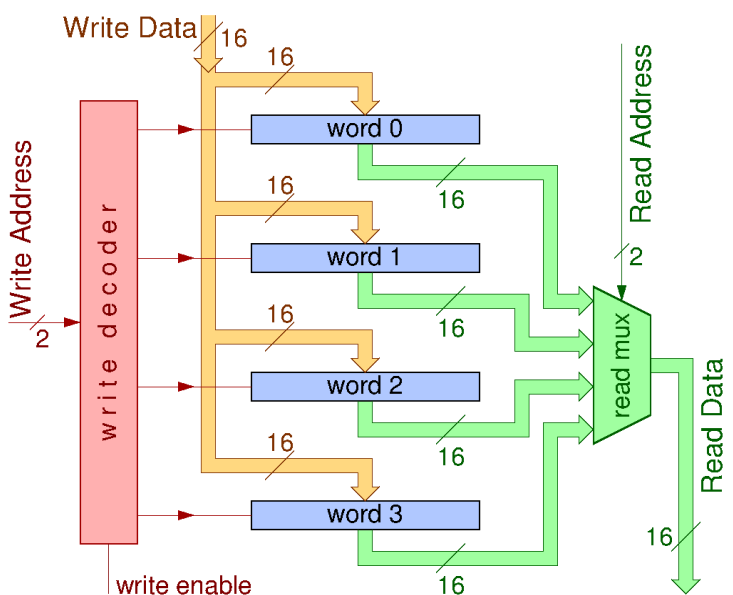 Write Data
16
16
word 0
16
Read Address
2
Write Address
2
write decoder
16
word 1
16
16
word 2
16
read mux
16
word 3
16
Read Data
16
write enable